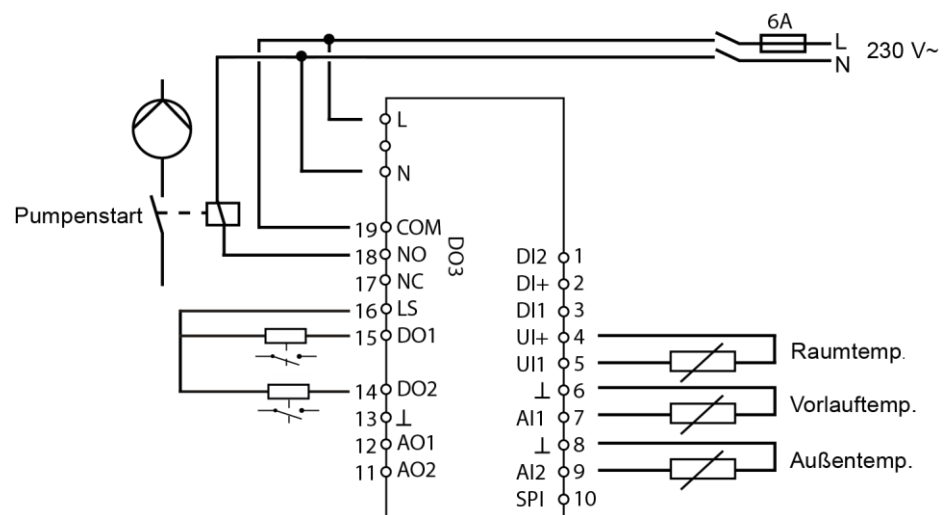 6A
L
N
230 V~
L
N
Pumpenstart
19 COM
18 NO
17 NC
DO3
16 LS
15 DO1
14 DO2
13 ⊥
12 AO1
11 AO2
DI2 1
DI+ 2
DI1 3
UI+ 4
UI1 5
⊥ 6
AI1 7
⊥ 8
AI2 9
SPI 10
Raumtemp.
Vorlauftemp.
Außentemp.